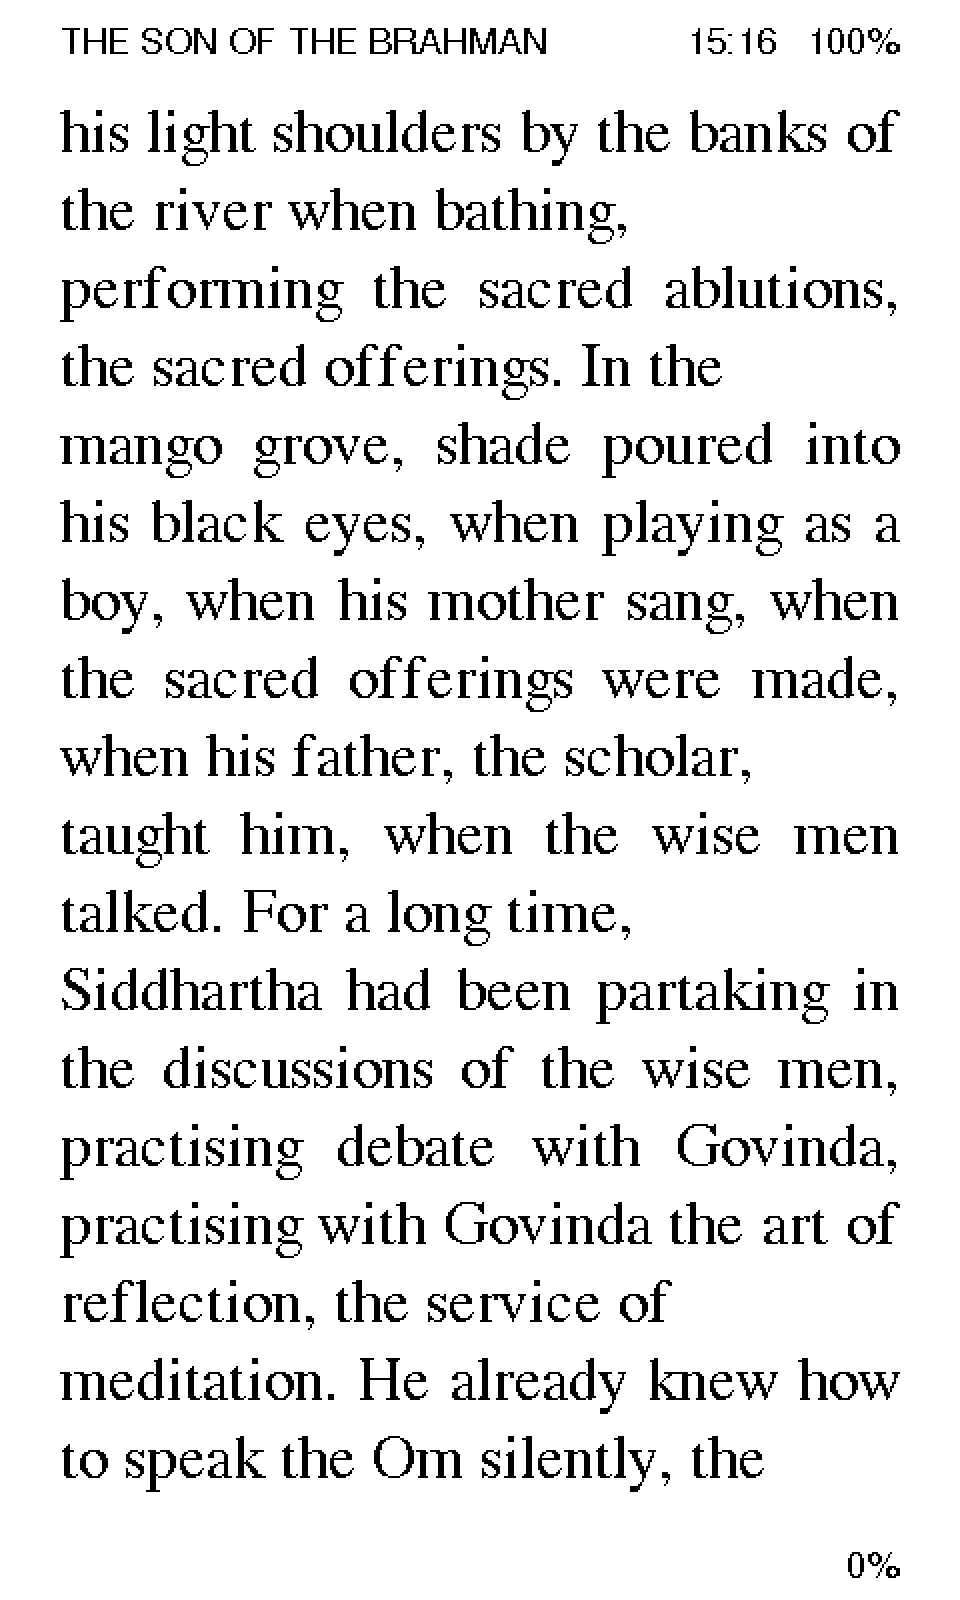 THE SON OF THE BRAHMAN 15:16 100%
his light shoulders by the banks of
the river when bathing,
performing the sacred ablutions,
the sacred offerings. In the
mango grove, shade poured into
his black eyes, when playing as a
boy, when his mother sang, when
the sacred offerings were made,
when his father, the scholar,
taught him, when the wise men
talked. For a long time,
Siddhartha had been partaking in
the discussions of the wise men,
practising debate with Govinda,
practising with Govinda the art of
reflection, the service of
meditation. He already knew how
to speak the Om silently, the
0%